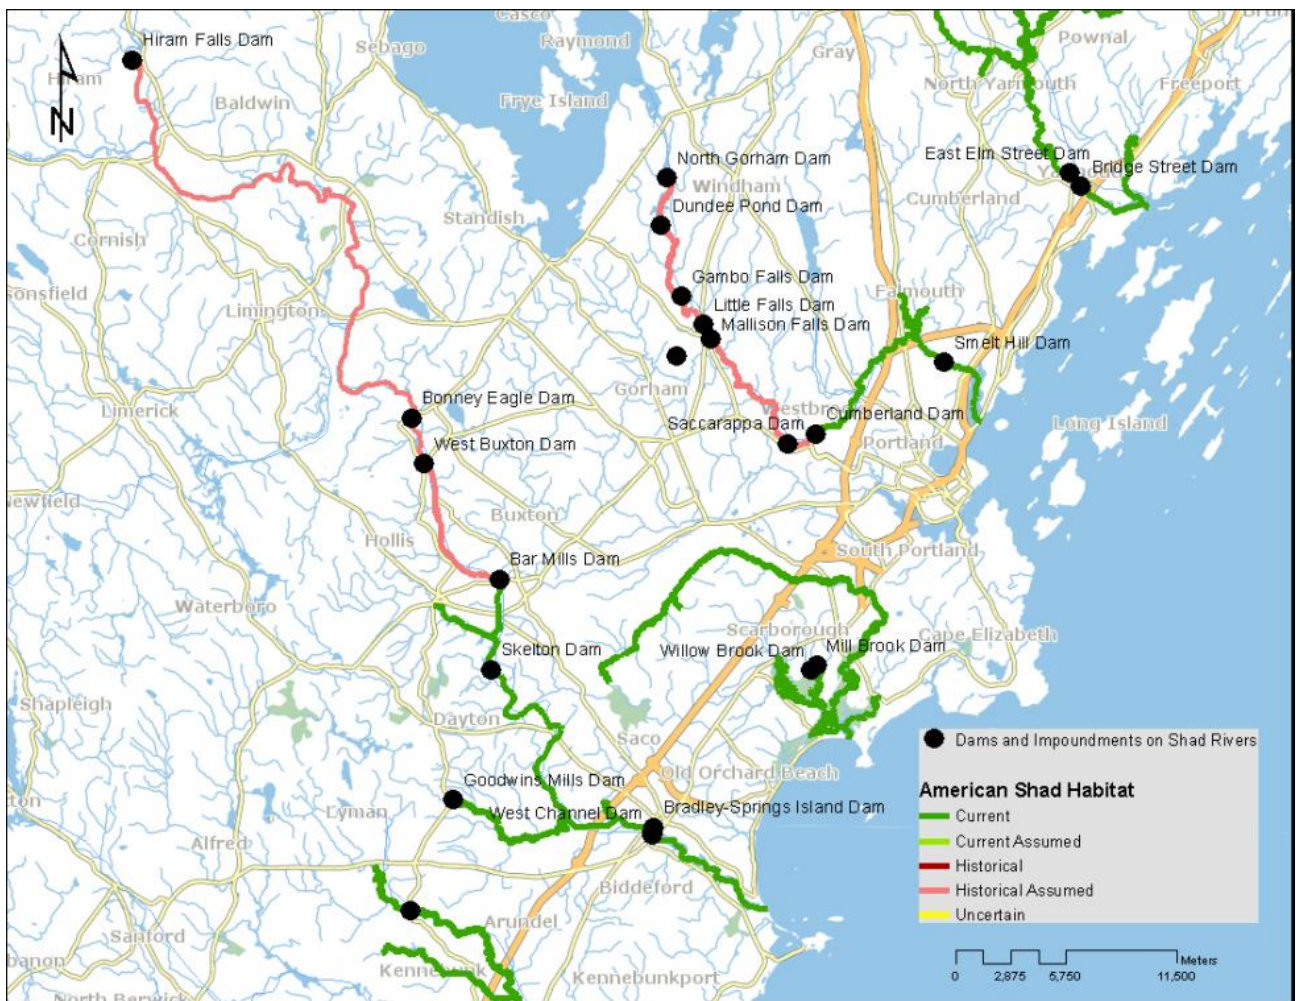 Casco
Hiram Falls Dam
Sebago
Raymond
Gray
Pownal
Hiram
Baldwin
Frye Island
North Yarmouth
Freeport
N
North Gorham Dam
East Elm Street Dam
Bridge Street Dam
Windham
Dundee Pond Dam
Cumberland
Standish
Cornish
Gambo Falls Dam
Falmouth
sonsfield
Limington
Little Falls Dam
Mallison Falls Dam
Smelt Hill Dam
Gorham
Bonney Eagle Dam
Limerick
Westbr
Cumberland Dam
Saccarappa Dam
Long Island
West Buxton Dam
Portland
ewfield
Buxton
Hollis
Bar Mills Dam
South Portland
Waterboro
Scarborough
Cape Elizabeth
Skelton Dam
Willow Brook Dam
Mill Brook Dam
Shapleigh
Dayton
Saco
Dams and Impoundments on Shad Rivers
Old Orchard Beach
Goodwins Mills Dam
American Shad Habitat
Lyman
West Channel Dam
Bradley-Springs Island Dam
Current
Alfred
Current Assumed
Historical
Biddeford
Historical Assumed
Arundel
Uncertain
Sanford
Kennebunk
Kennebunkport
North Berwick
Meters
0 2,875 5,750 11,500